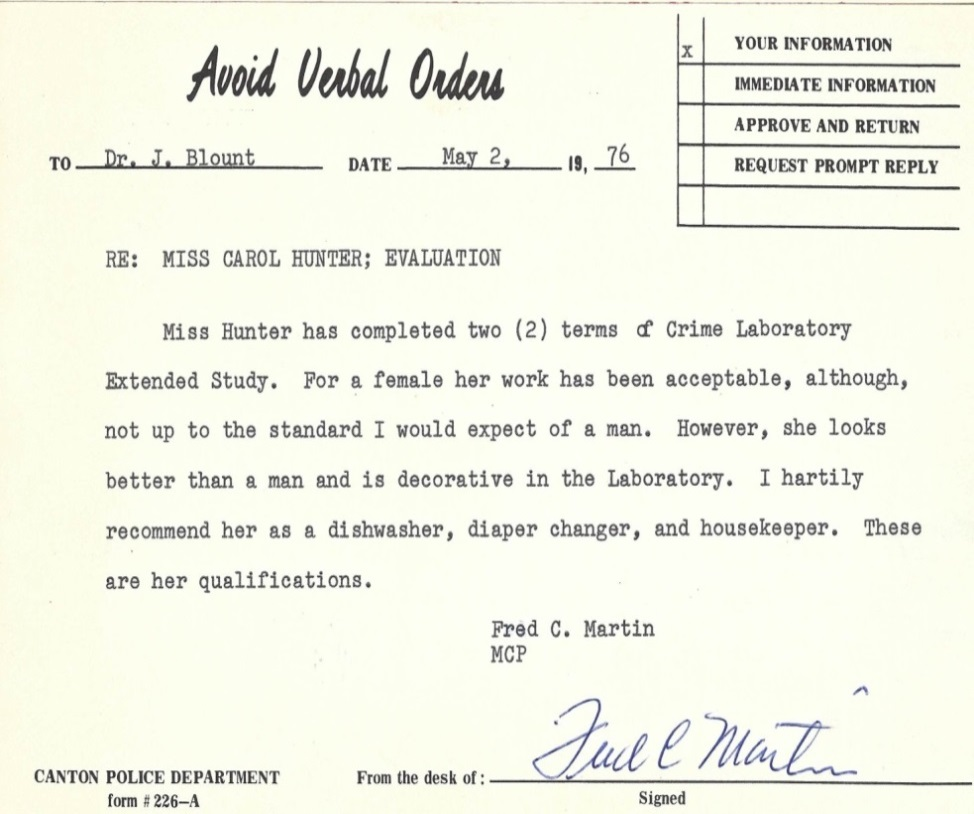 Avoid Verbal Orders
x YOUR INFORMATION
IMMEDIATE INFORMATION
APPROVE AND RETURN
REQUEST PROMPT REPLY
TO Dr. J. Blount DATE May 2, 19, 76
RE: MISS CAROL HUNTER; EVALUATION
Miss Hunter has completed two (2) terms of Crime Laboratory
Extended Study. For a female her work has been acceptable, although,
not up to the standard I would expect of a man. However, she looks
better than a man and is decorative in the Laboratory. I hartily
recommend her as a dishwasher, diaper changer, and housekeeper. These
are her qualifications.
Fred C. Martin
MCP
Fred C Martin
CANTON POLICE DEPARTMENT From the desk of:
form # 226–A Signed